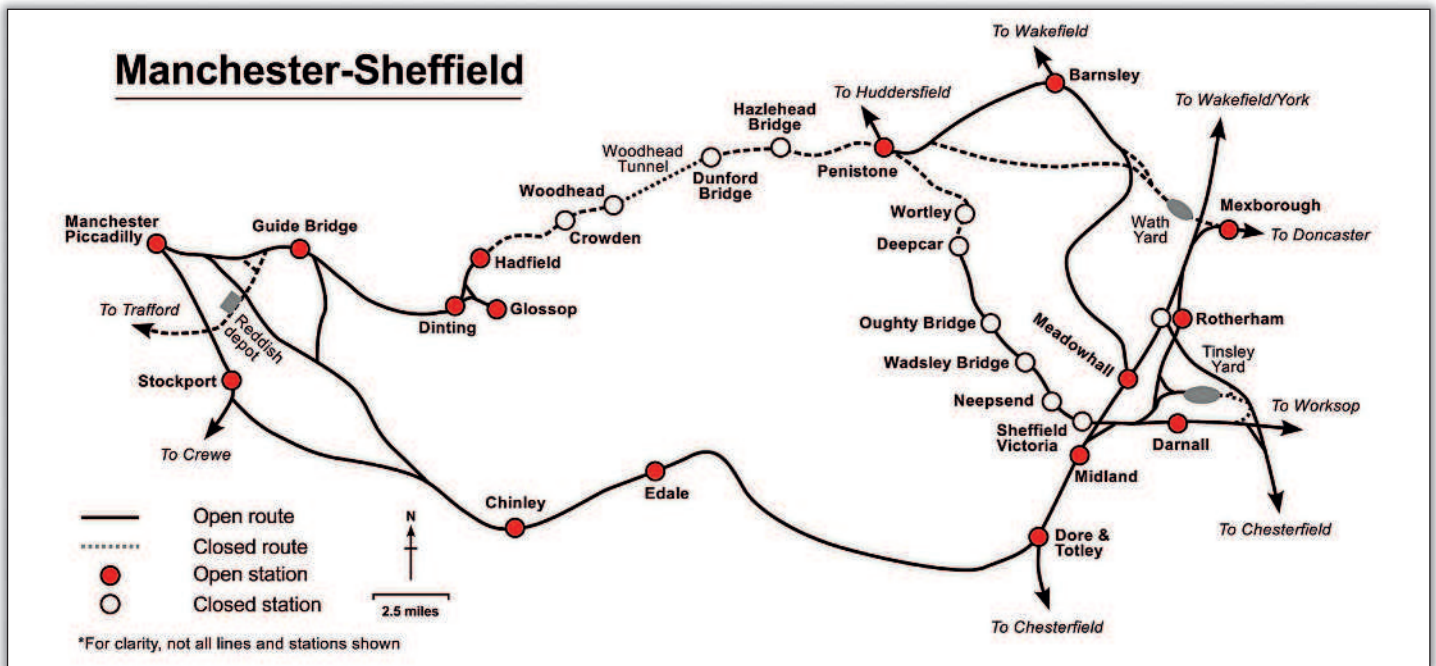 Manchester-Sheffield
To Wakefield
Barnsley
To Huddersfield
To Wakefield/York
Hazlehead
Bridge
Woodhead
Tunnel
Penistone
Dunford
Bridge
Woodhead
Crowden
Wortley
Deepcar
Wath
Yard
Mexborough
To Doncaster
Manchester
Piccadilly
Guide Bridge
Hadfield
Glossop
Dinting
To Trafford
Reddish
depot
Stockport
To Crewe
Oughty Bridge
Wadsley Bridge
Neepsend
Meadowhall
Rotherham
Tinsley
Yard
To Worksop
Sheffield
Victoria
Darnall
Midland
Chinley
Edale
Dore &
Totley
To Chesterfield
To Chesterfield
Open route
Closed route
Open station
Closed station
N
2.5 miles
*For clarity, not all lines and stations shown